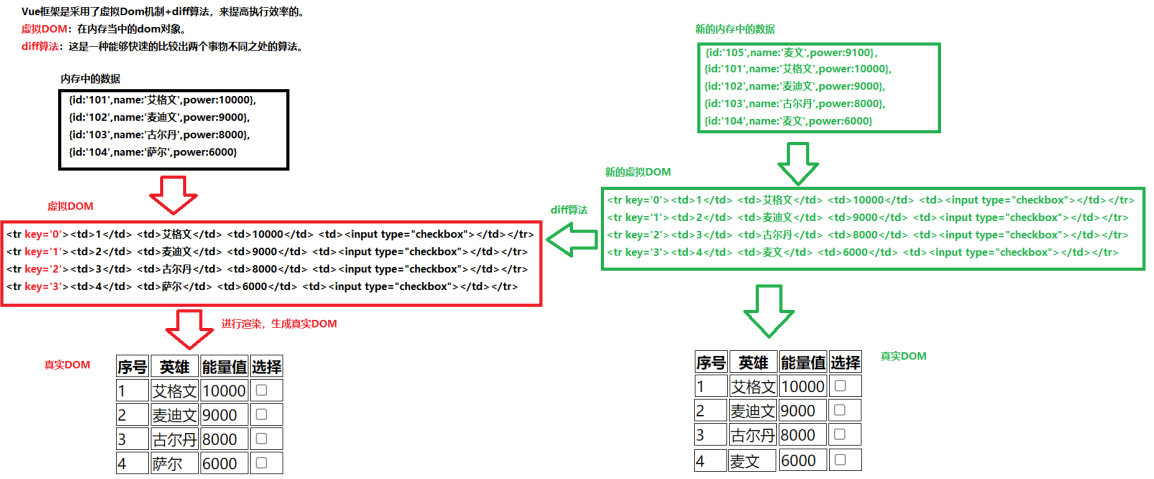 Vue框架是采用了虚拟Dom机制+diff算法，来提高执行效率的。
虚拟DOM：在内存当中的dom对象。
diff算法：这是一种能够快速的比较出两个事物不同之处的算法。
内存中的数据
{id:'101',name:'艾格文',power:10000},
{id:'102',name:'麦迪文',power:9000},
{id:'103',name:'古尔丹',power:8000},
{id:'104',name:'萨尔',power:6000}
虚拟DOM
<tr key='0'><td>1</td> <td>艾格文</td> <td>10000</td> <td><input type="checkbox"></td></tr>
<tr key='1'><td>2</td> <td>麦迪文</td> <td>9000</td> <td><input type="checkbox"></td></tr>
<tr key='2'><td>3</td> <td>古尔丹</td> <td>8000</td> <td><input type="checkbox"></td></tr>
<tr key='3'><td>4</td> <td>萨尔</td> <td>6000</td> <td><input type="checkbox"></td></tr>
进行渲染，生成真实DOM
真实DOM
序号 英雄 能量值 选择
1 艾格文 10000
2 麦迪文 9000
3 古尔丹 8000
4 萨尔 6000
diff算法
新的内存中的数据
{id:'105',name:'麦文',power:9100},
{id:'101',name:'艾格文',power:10000},
{id:'102',name:'麦迪文',power:9000},
{id:'103',name:'古尔丹',power:8000},
{id:'104',name:'麦文',power:6000}
新的虚拟DOM
<tr key='0'><td>1</td> <td>艾格文</td> <td>10000</td> <td><input type="checkbox"></td></tr>
<tr key='1'><td>2</td> <td>麦迪文</td> <td>9000</td> <td><input type="checkbox"></td></tr>
<tr key='2'><td>3</td> <td>古尔丹</td> <td>8000</td> <td><input type="checkbox"></td></tr>
<tr key='3'><td>4</td> <td>麦文</td> <td>6000</td> <td><input type="checkbox"></td></tr>
真实DOM
序号 英雄 能量值 选择
1 艾格文 10000
2 麦迪文 9000
3 古尔丹 8000
4 麦文 6000